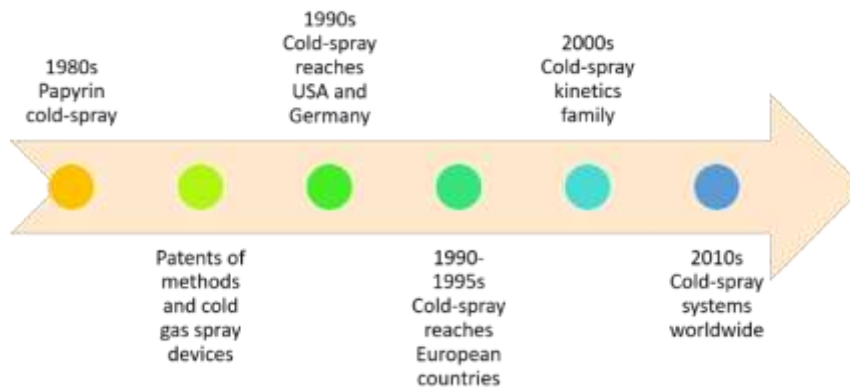 1980s
Papyrin
cold-spray
Patents of
methods
and cold
gas spray
devices
1990s
Cold-spray
reaches
USA and
Germany
1990-
1995s
Cold-spray
reaches
European
countries
2000s
Cold-spray
kinetics
family
2010s
Cold-spray
systems
worldwide